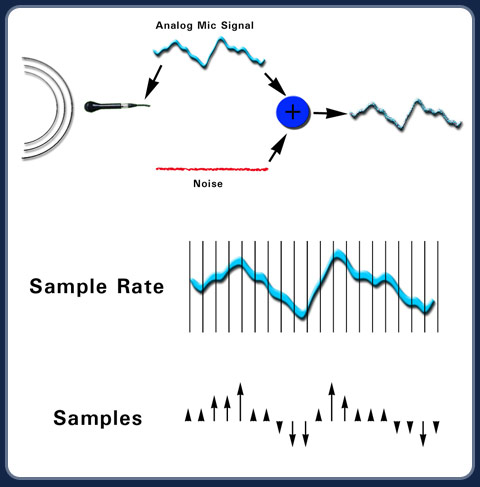 Analog Mic Signal
+
Noise
Sample Rate
Samples